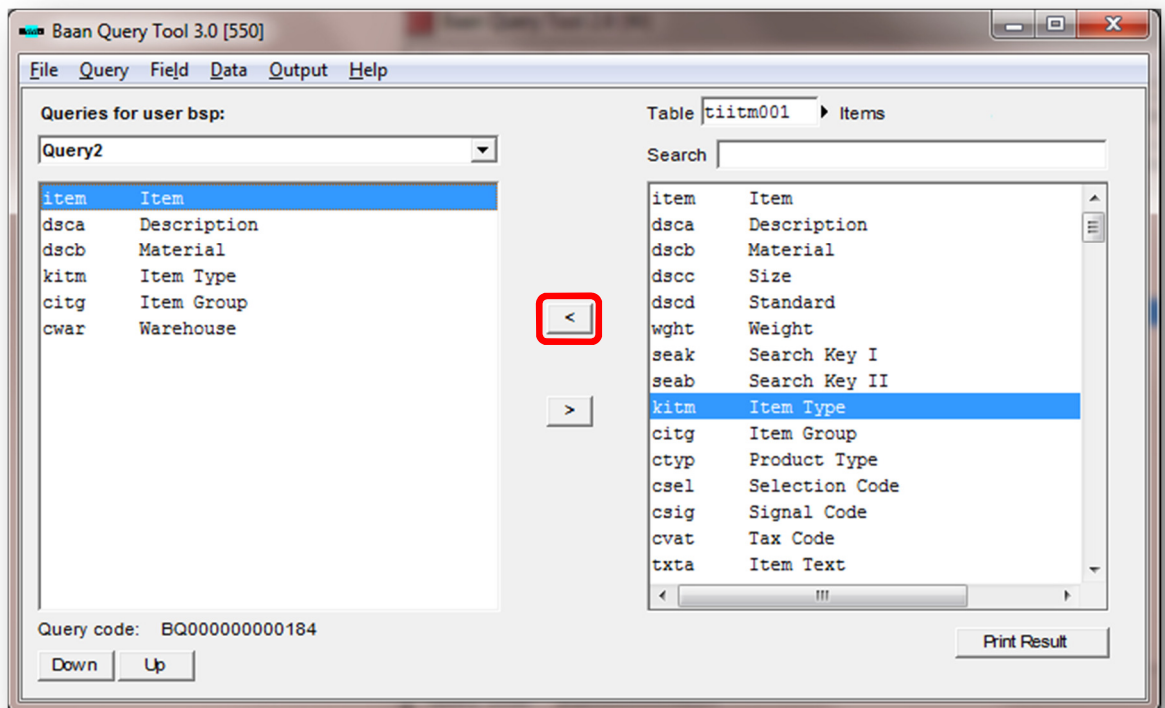 Baan Query Tool 3.0 [550]
File Query Field Data Output Help
Queries for user bsp:
Query2
item Item
dsca Description
dscb Material
kitm Item Type
citg Item Group
cwar Warehouse
Query code: BQ000000000184
Down Up
<
>
Table tiitm001 Items
Search
item Item
dsca Description
dscb Material
dscc Size
dscd Standard
wght Weight
seak Search Key I
seab Search Key II
kitm Item Type
citg Item Group
ctyp Product Type
csel Selection Code
csig Signal Code
cvat Tax Code
txta Item Text
Print Result